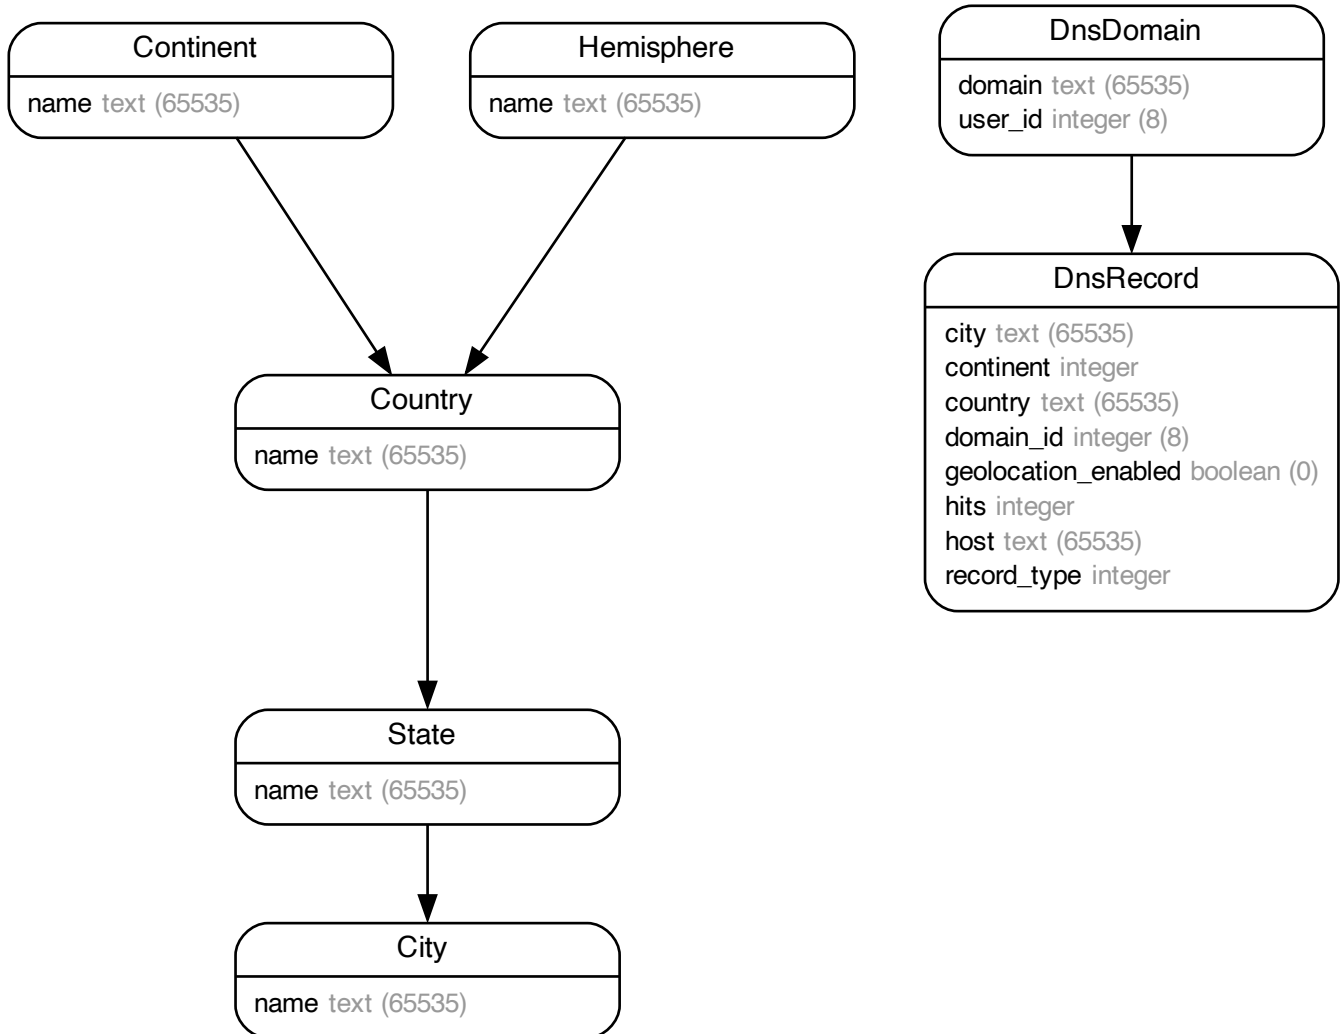 Continent
name text (65535)
Hemisphere
name text (65535)
DnsDomain
domain text (65535)
user_id integer (8)
DnsRecord
city text (65535)
continent integer
country text (65535)
domain_id integer (8)
geolocation_enabled boolean (0)
hits integer
host text (65535)
record_type integer
Country
name text (65535)
State
name text (65535)
City
name text (65535)